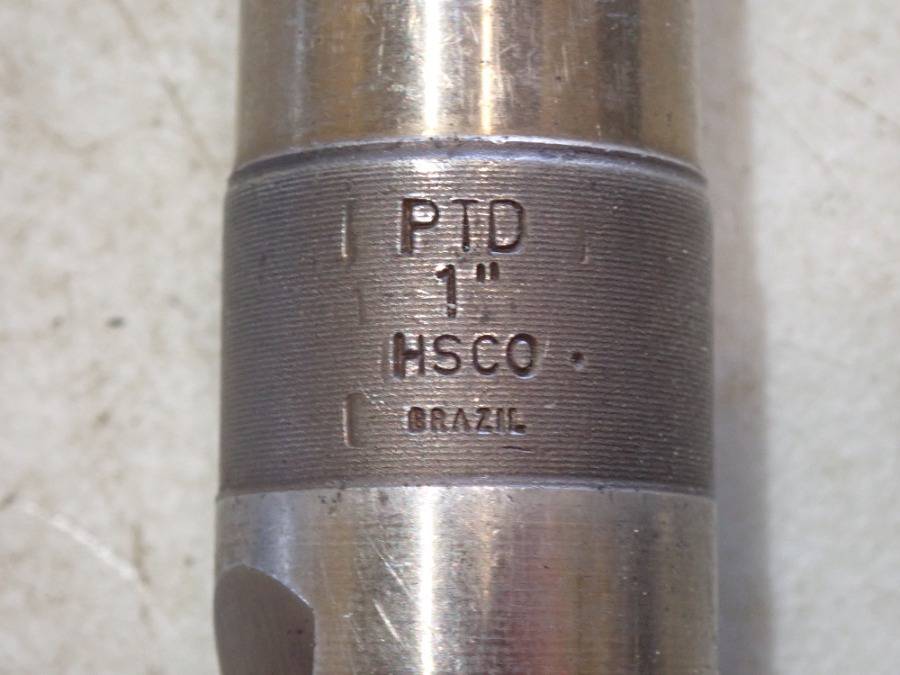 PTD
1"
HSCO
BRAZIL